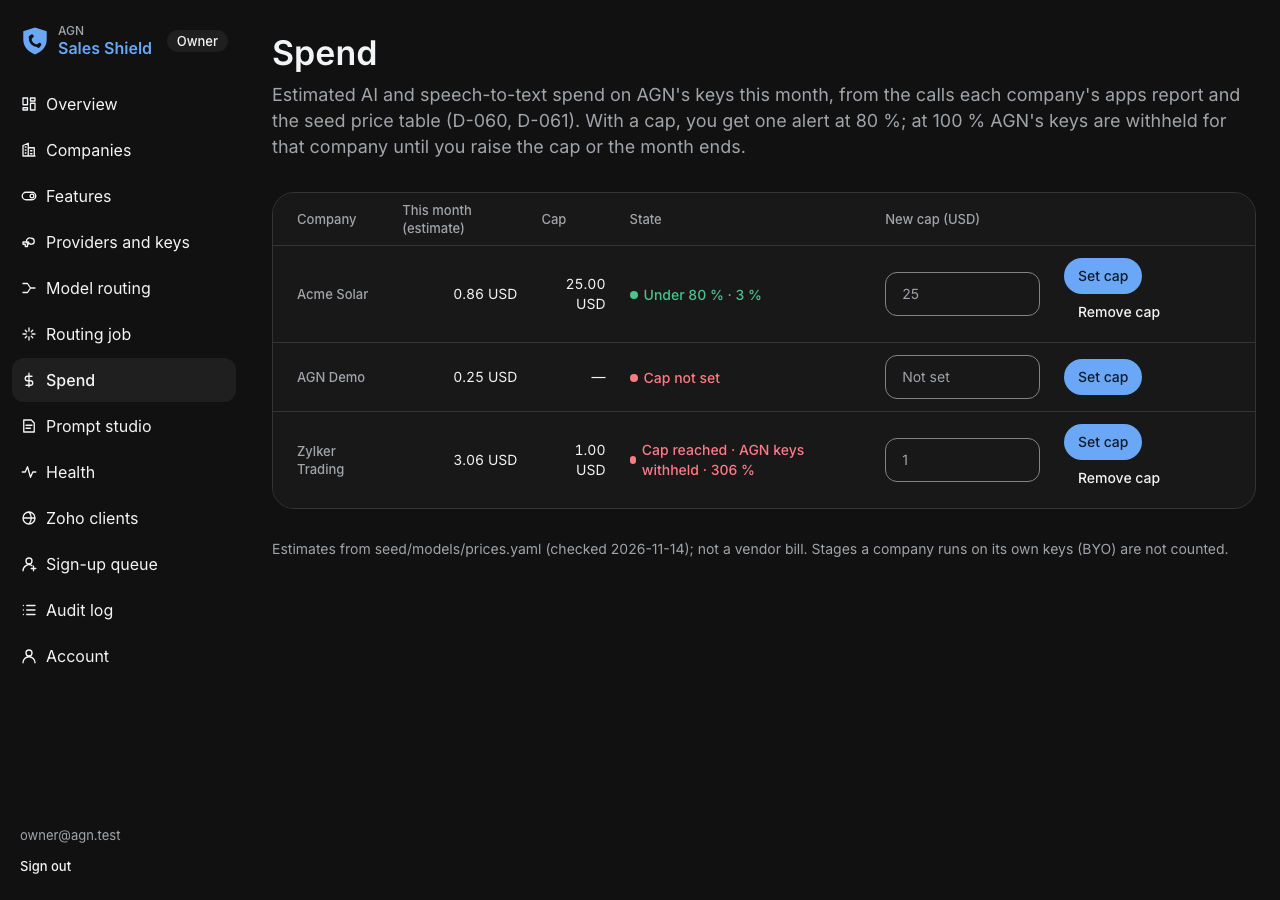 AGN
Sales Shield
Owner
Overview
Companies
Features
Providers and keys
Model routing
Routing job
Spend
Prompt studio
Health
Zoho clients
Sign-up queue
Audit log
Account
owner@agn.test
Sign out
Spend
Estimated AI and speech-to-text spend on AGN's keys this month, from the calls each company's apps report and
the seed price table (D-060, D-061). With a cap, you get one alert at 80 %; at 100 % AGN's keys are withheld for
that company until you raise the cap or the month ends.
Company
This month
(estimate)
Cap
State
New cap (USD)
Acme Solar
0.86 USD
25.00
USD
Under 80 % · 3 %
25
Set cap
Remove cap
AGN Demo
0.25 USD
—
Cap not set
Not set
Set cap
Zylker
Trading
3.06 USD
1.00
USD
Cap reached · AGN keys
withheld · 306 %
1
Set cap
Remove cap
Estimates from seed/models/prices.yaml (checked 2026-11-14); not a vendor bill. Stages a company runs on its own keys (BYO) are not counted.